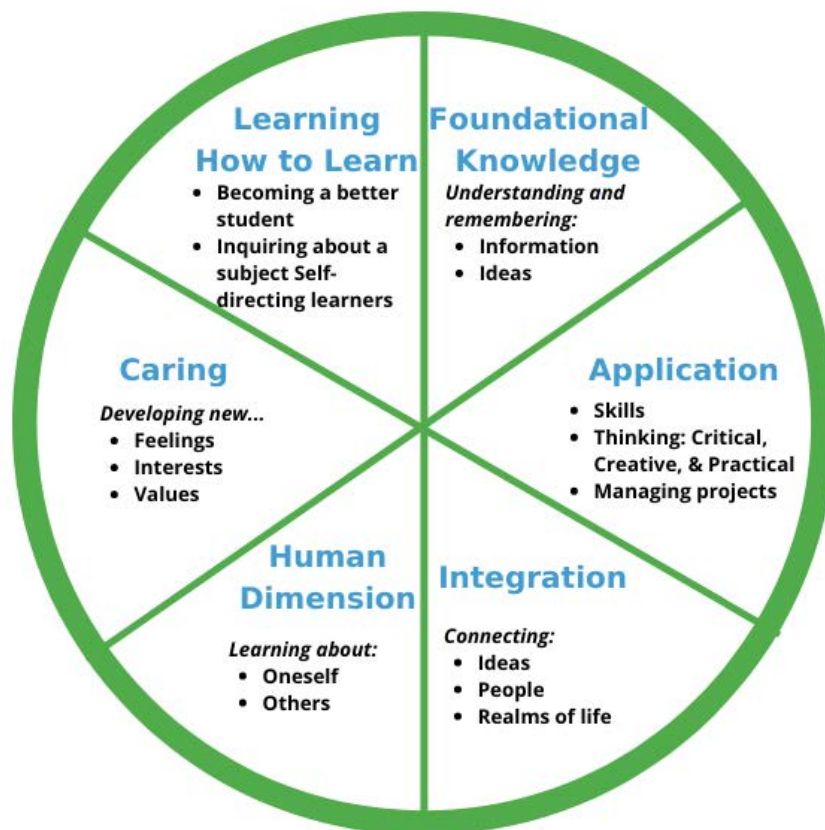 Learning
How to Learn
• Becoming a better
student
• Inquiring about a
subject Self-
directing learners
Foundational
Knowledge
Understanding and
remembering:
• Information
• Ideas
Caring
Developing new...
• Feelings
• Interests
• Values
Application
• Skills
• Thinking: Critical,
Creative, & Practical
• Managing projects
Human
Dimension
Learning about:
• Oneself
• Others
Integration
Connecting:
• Ideas
• People
• Realms of life